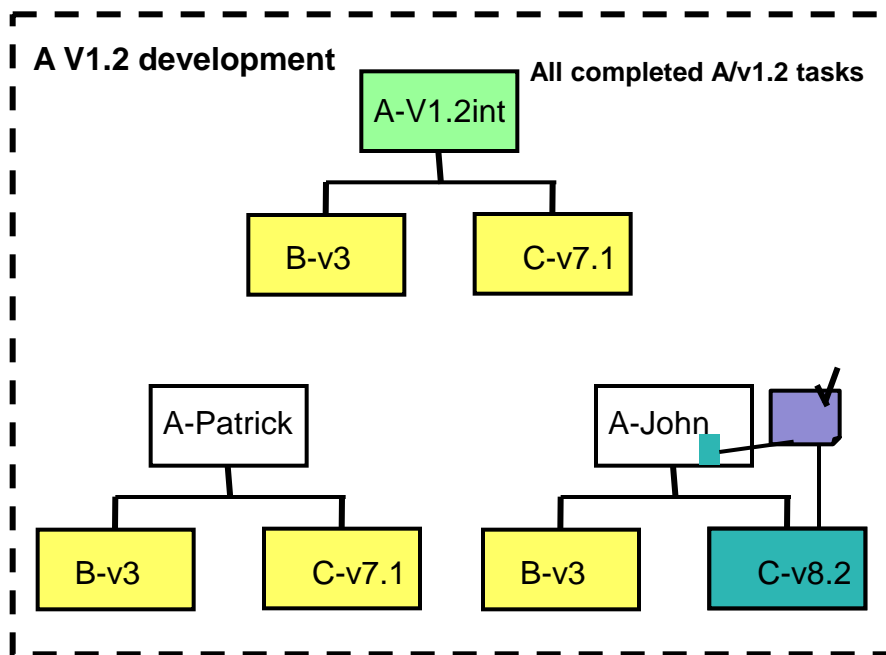 A V1.2 development
All completed A/v1.2 tasks
A-V1.2int
B-v3
C-v7.1
A-Patrick
A-John
B-v3
C-v7.1
B-v3
C-v8.2